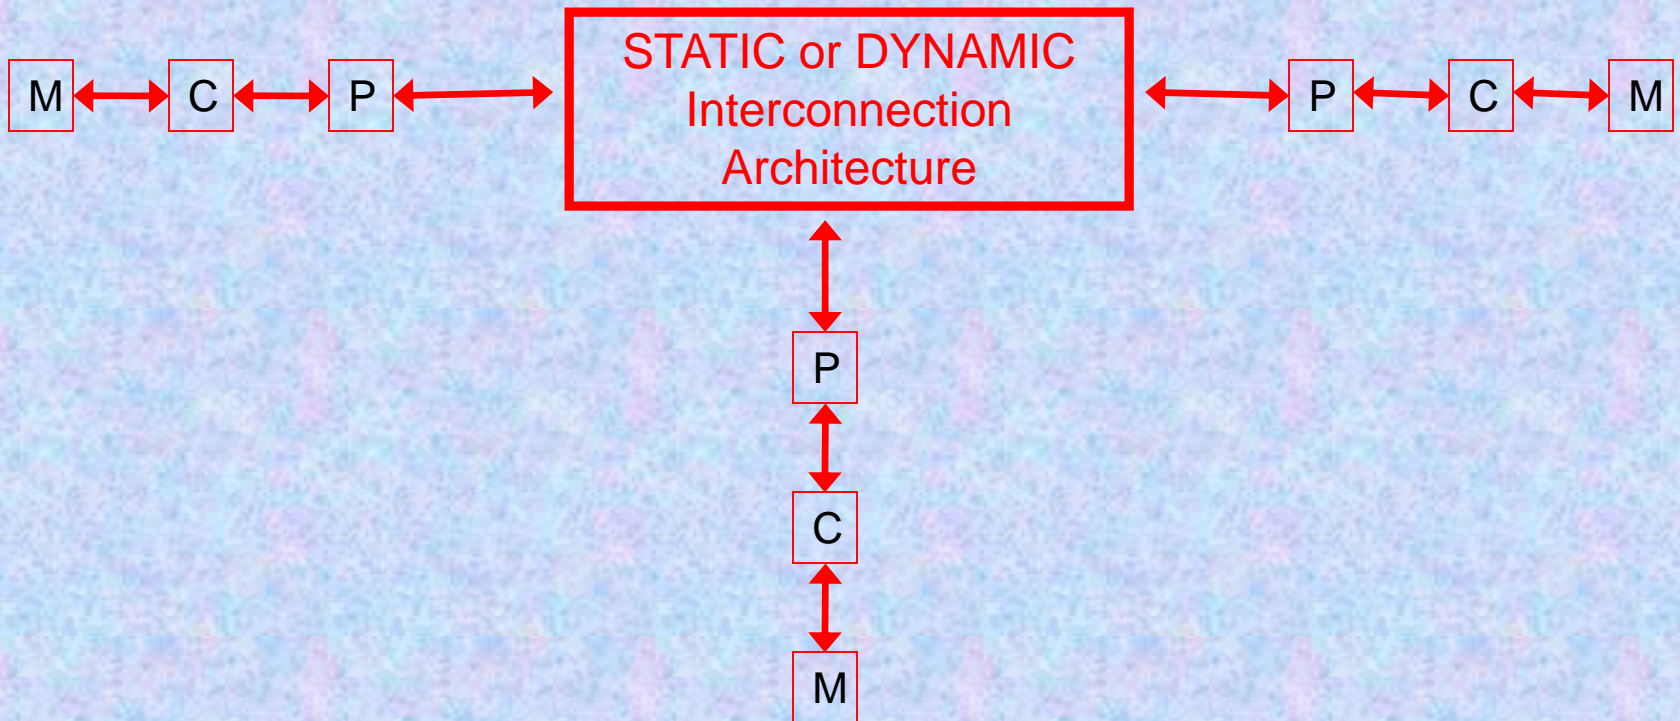 STATIC or DYNAMIC
Interconnection
Architecture
M C P
P C M
P
C
M